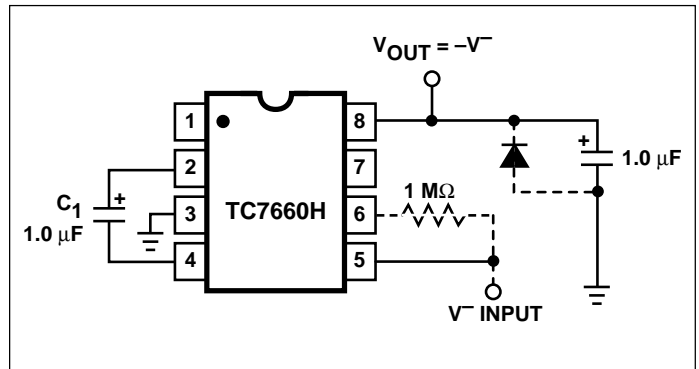 V_OUT = –V⁻
1
2
3
4
8
7
6
5
TC7660H
C₁
+
1.0 µF
1 MΩ
+
1.0 µF
V⁻ INPUT